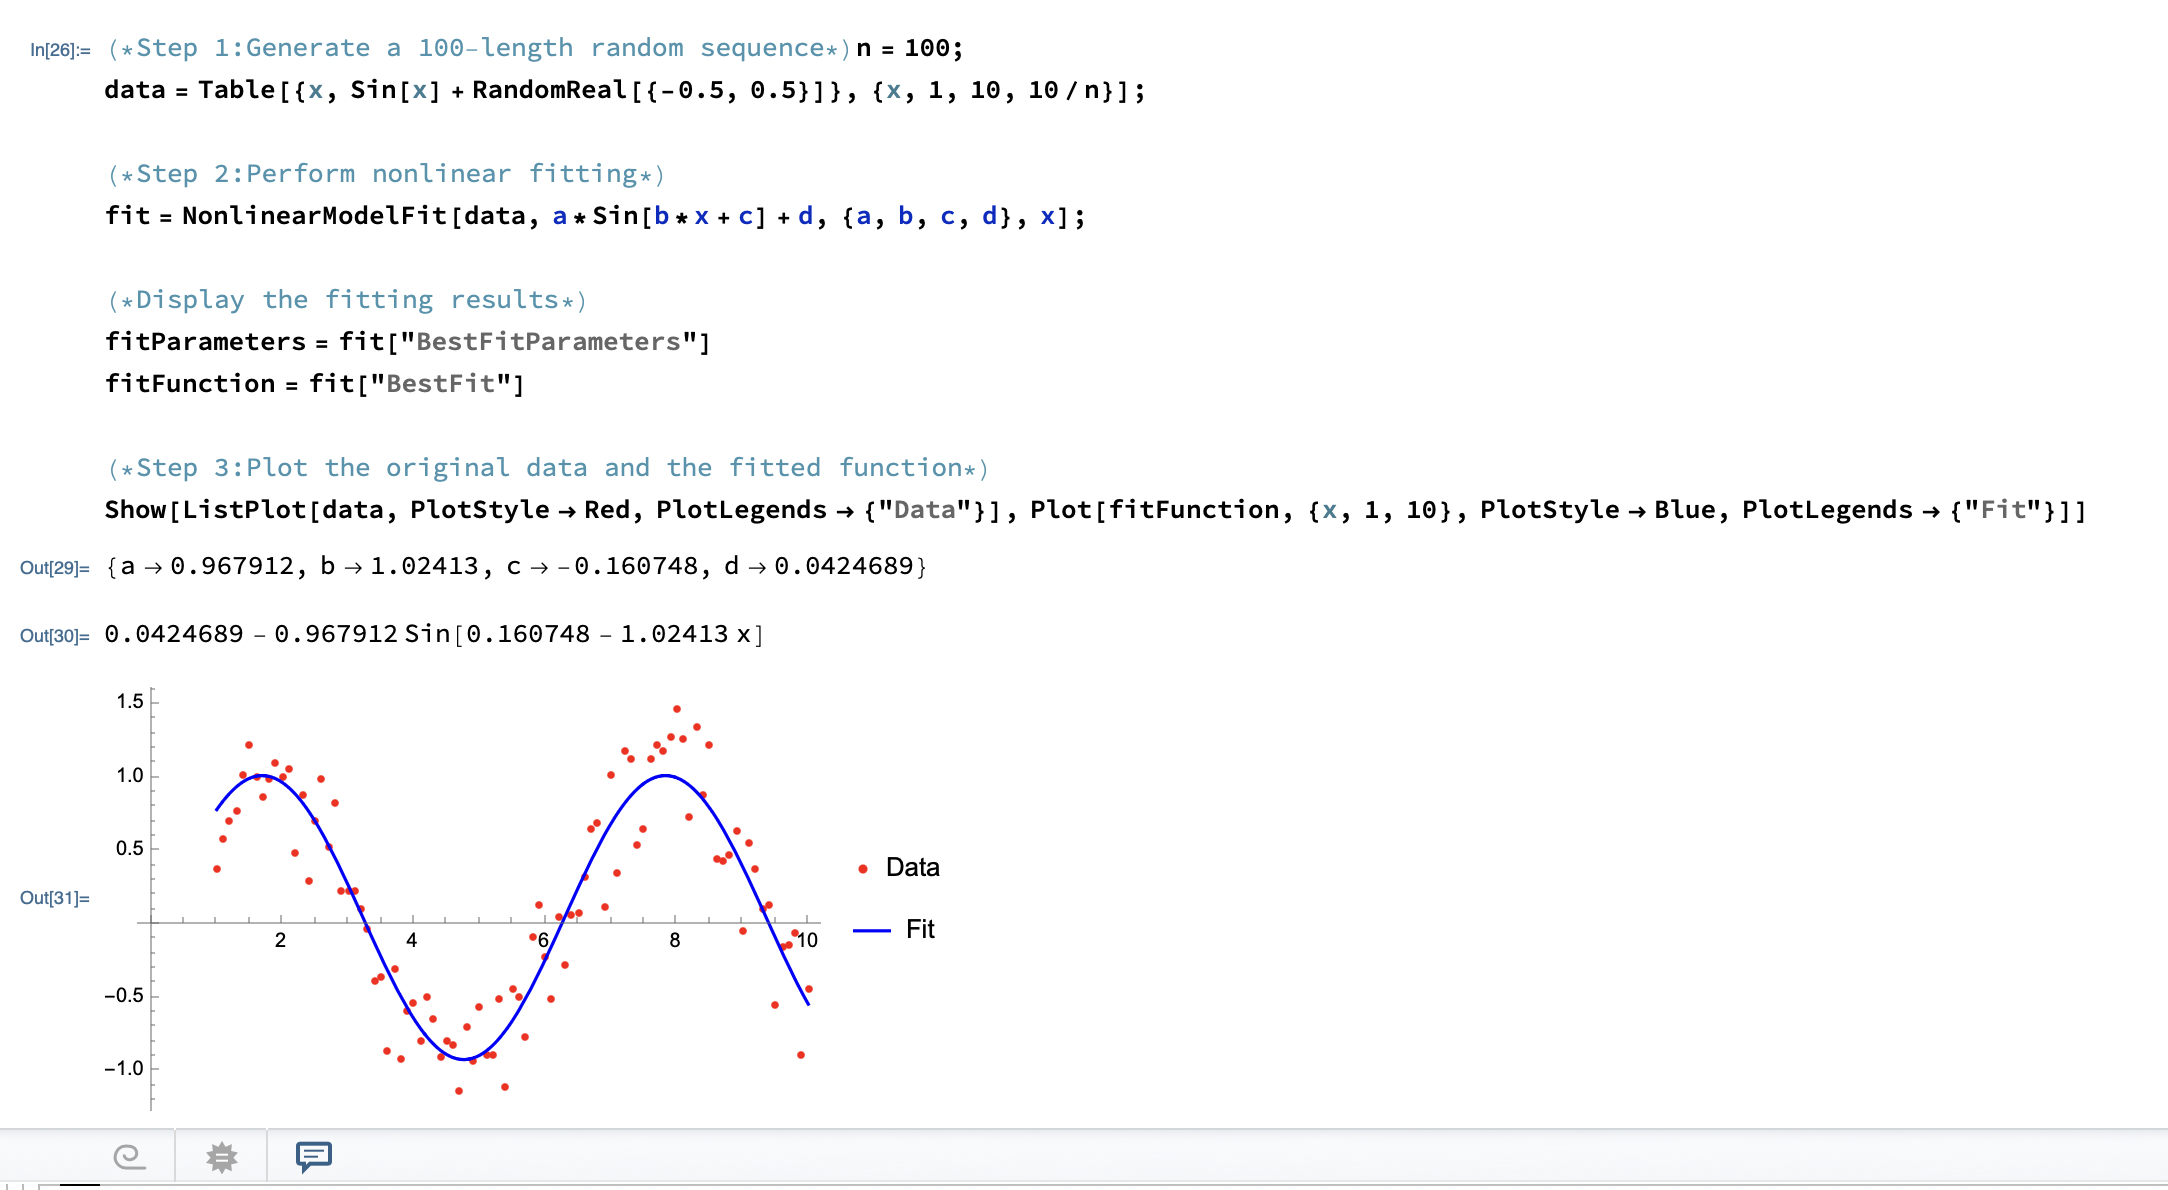 In[26]:= (*Step 1:Generate a 100-length random sequence*)n = 100;
data = Table[{x, Sin[x] + RandomReal[{-0.5, 0.5}]}, {x, 1, 10, 10 / n}];
(*Step 2:Perform nonlinear fitting*)
fit = NonlinearModelFit[data, a * Sin[b * x + c] + d, {a, b, c, d}, x];
(*Display the fitting results*)
fitParameters = fit["BestFitParameters"]
fitFunction = fit["BestFit"]
(*Step 3:Plot the original data and the fitted function*)
Show[ListPlot[data, PlotStyle → Red, PlotLegends → {"Data"}], Plot[fitFunction, {x, 1, 10}, PlotStyle → Blue, PlotLegends → {"Fit"}]]
Out[29]= {a → 0.967912, b → 1.02413, c → -0.160748, d → 0.0424689}
Out[30]= 0.0424689 - 0.967912 Sin[0.160748 - 1.02413 x]
Out[31]=
1.5
1.0
0.5
-0.5
-1.0
2 4 6 8 10
Data
Fit